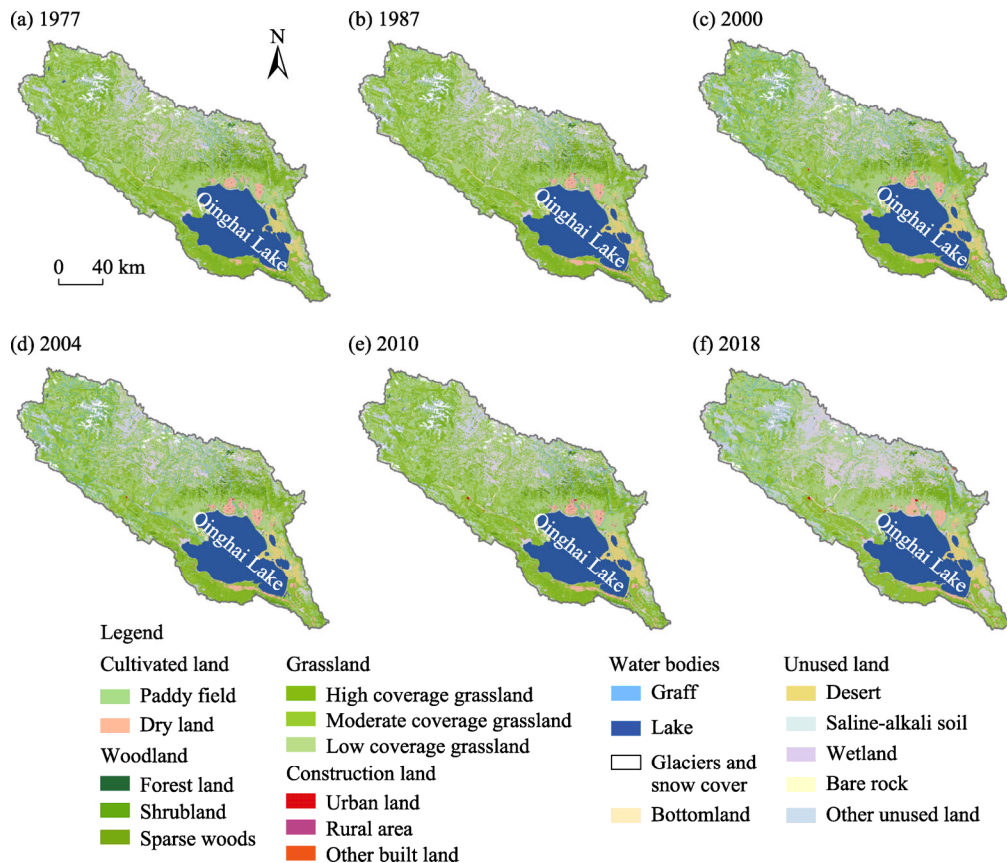 (a) 1977
(b) 1987
(c) 2000
N
Qinghai Lake
Qinghai Lake
Qinghai Lake
0 40 km
(d) 2004
(e) 2010
(f) 2018
Qinghai Lake
Qinghai Lake
Qinghai Lake
Legend
Cultivated land
Paddy field
Dry land
Woodland
Forest land
Shrubland
Sparse woods
Grassland
High coverage grassland
Moderate coverage grassland
Low coverage grassland
Construction land
Urban land
Rural area
Other built land
Water bodies
Graff
Lake
Glaciers and
snow cover
Bottomland
Unused land
Desert
Saline-alkali soil
Wetland
Bare rock
Other unused land